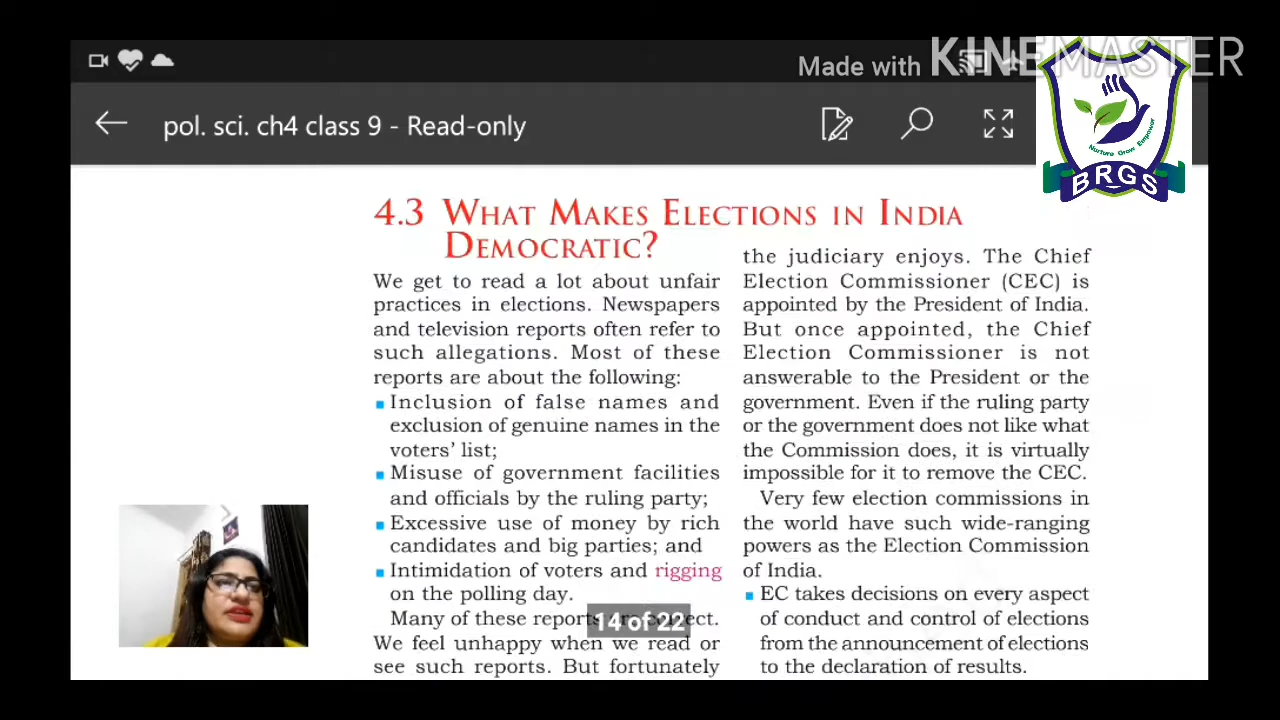 Made with KINEMASTER
pol. sci. ch4 class 9 - Read-only
Nurture Grow Empower
BRGS
4.3 WHAT MAKES ELECTIONS IN INDIA
DEMOCRATIC?
We get to read a lot about unfair
practices in elections. Newspapers
and television reports often refer to
such allegations. Most of these
reports are about the following:
▪ Inclusion of false names and
exclusion of genuine names in the
voters' list;
▪ Misuse of government facilities
and officials by the ruling party;
▪ Excessive use of money by rich
candidates and big parties; and
▪ Intimidation of voters and rigging
on the polling day.
Many of these reports correct.
We feel unhappy when we read or
see such reports. But fortunately
14 of 22
the judiciary enjoys. The Chief
Election Commissioner (CEC) is
appointed by the President of India.
But once appointed, the Chief
Election Commissioner is not
answerable to the President or the
government. Even if the ruling party
or the government does not like what
the Commission does, it is virtually
impossible for it to remove the CEC.
Very few election commissions in
the world have such wide-ranging
powers as the Election Commission
of India.
▪ EC takes decisions on every aspect
of conduct and control of elections
from the announcement of elections
to the declaration of results.